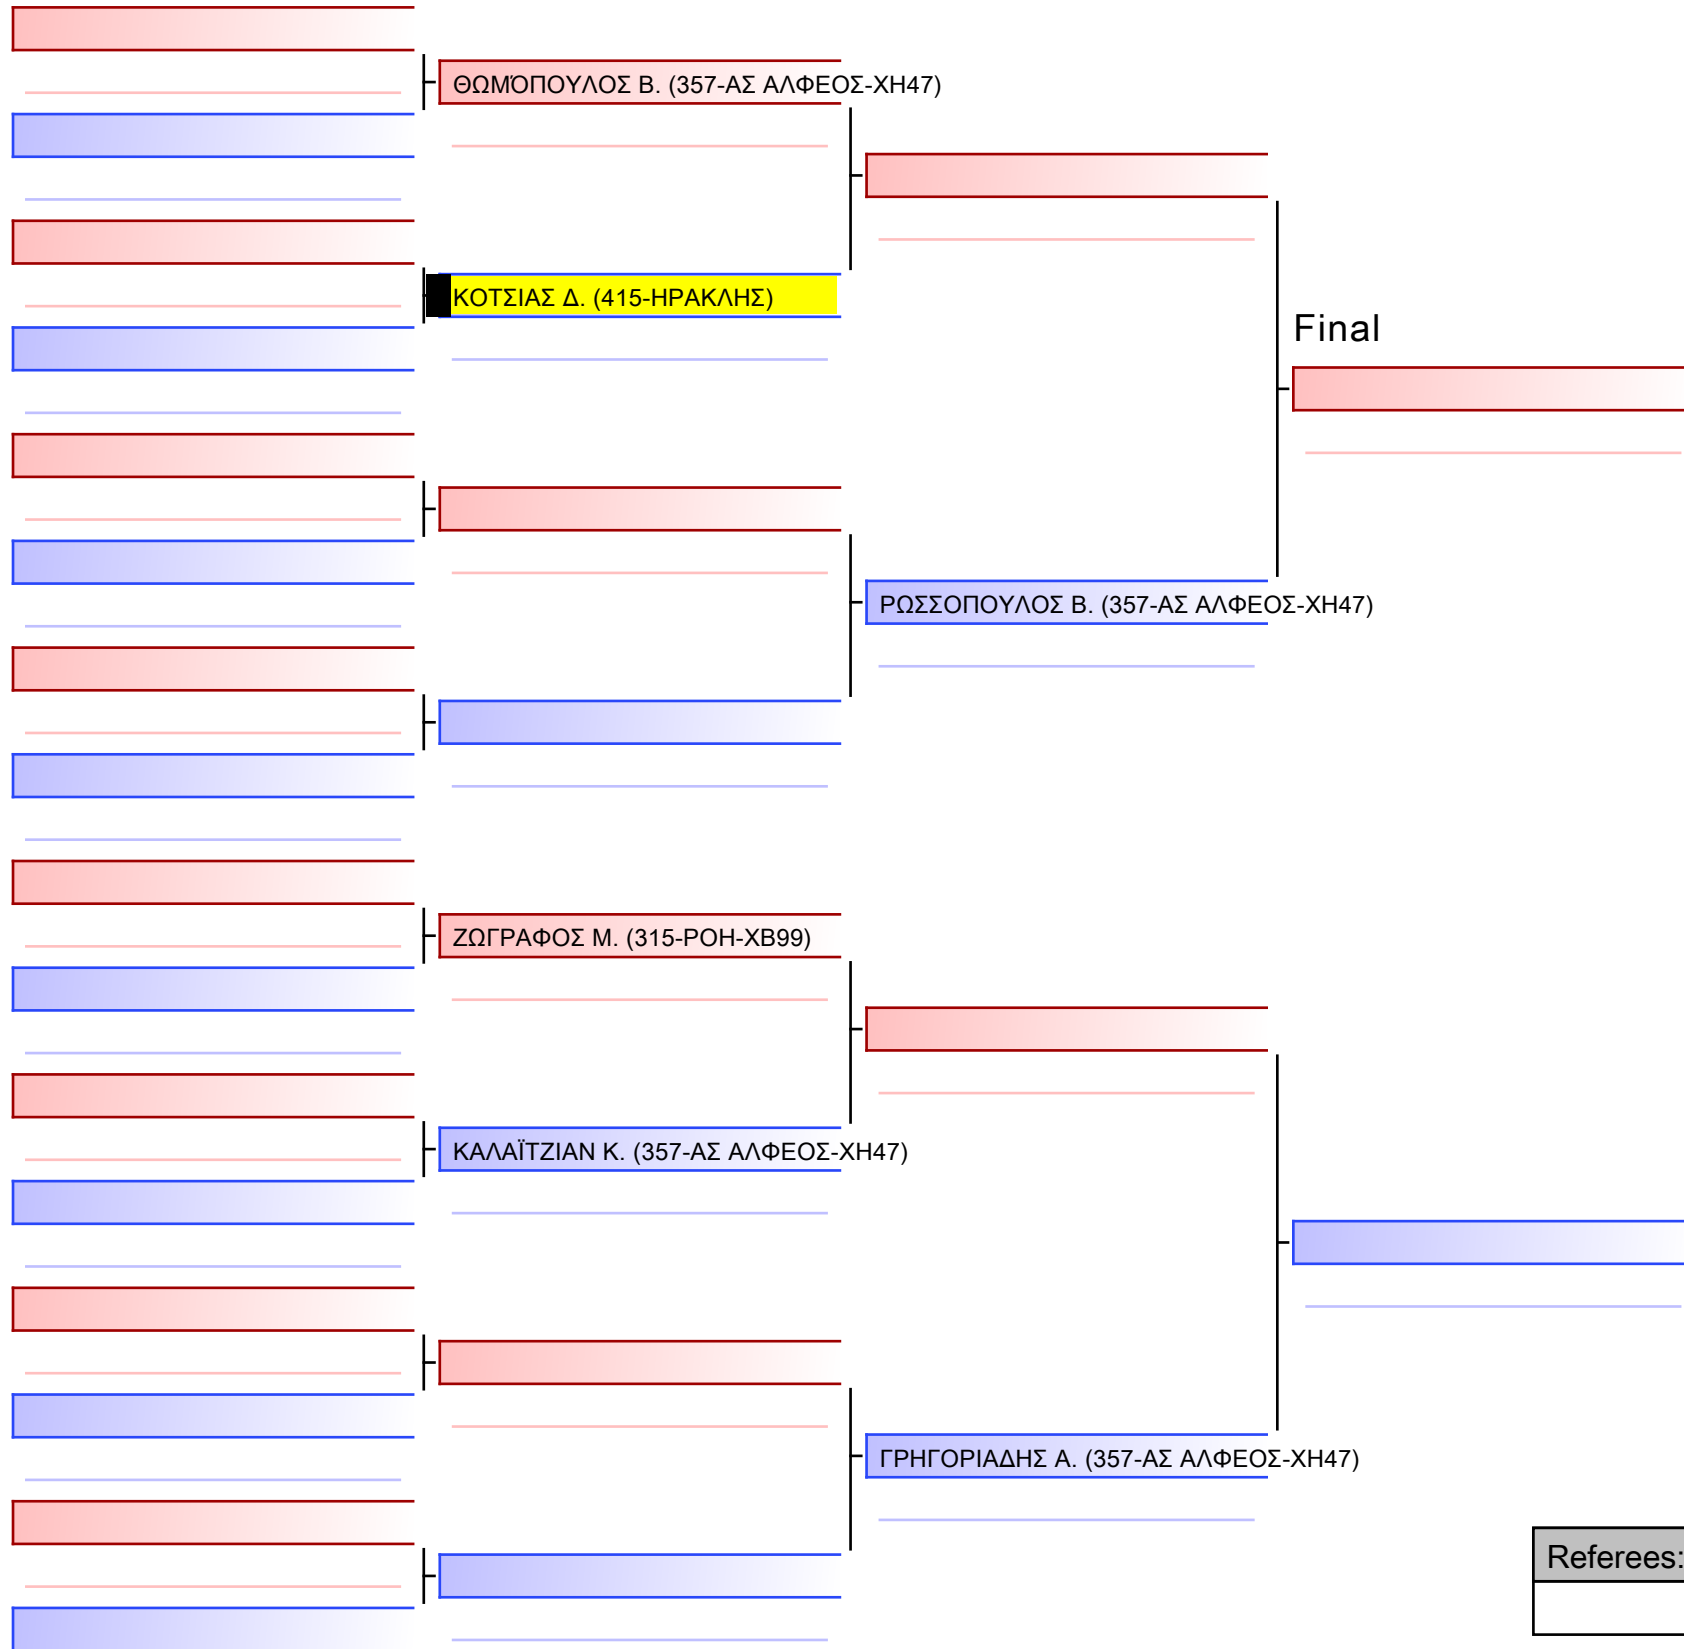 ΘΩΜΌΠΟΥΛΟΣ Β. (357-ΑΣ ΑΛΦΕΟΣ-ΧΗ47)
ΚΟΤΣΙΑΣ Δ. (415-ΗΡΑΚΛΗΣ)
Final
ΡΩΣΣΟΠΟΥΛΟΣ Β. (357-ΑΣ ΑΛΦΕΟΣ-ΧΗ47)
ΖΩΓΡΑΦΟΣ Μ. (315-ΡΟΗ-ΧΒ99)
ΚΑΛΑΪΤΖΙΑΝ Κ. (357-ΑΣ ΑΛΦΕΟΣ-ΧΗ47)
ΓΡΗΓΟΡΙΑΔΗΣ Α. (357-ΑΣ ΑΛΦΕΟΣ-ΧΗ47)
Referees: